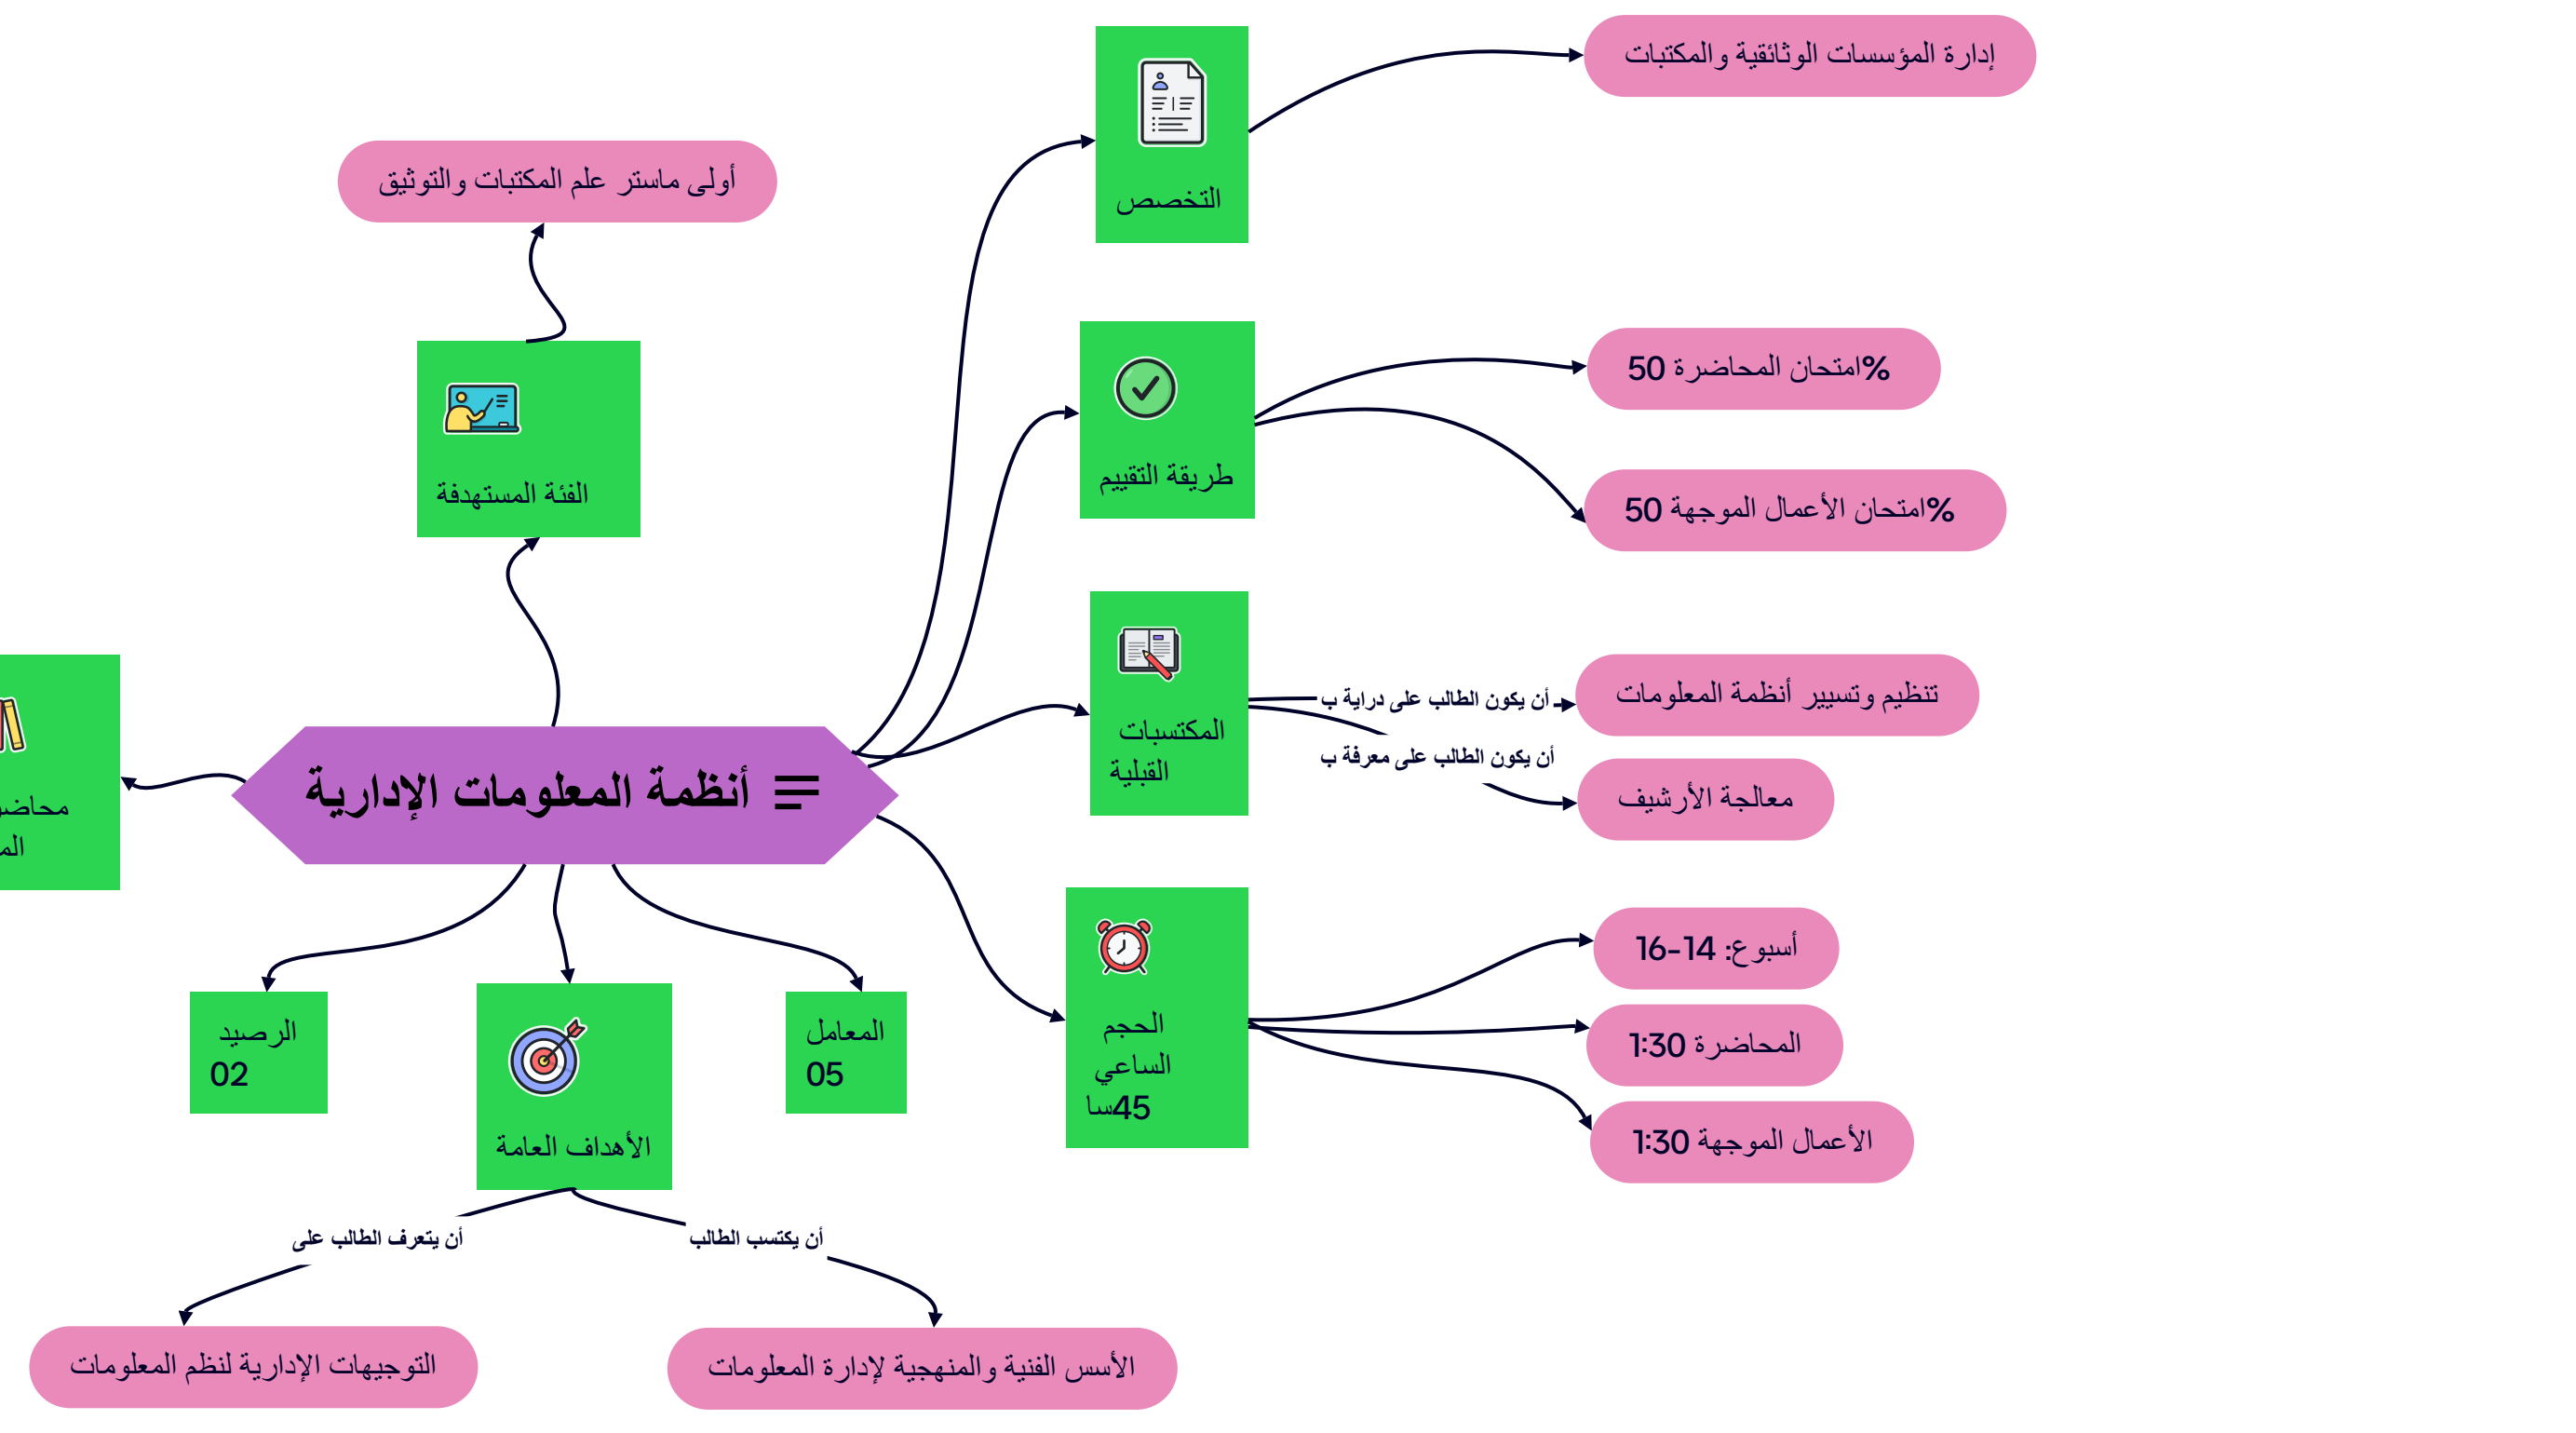 إدارة المؤسسات الوثائقية والمكتبات
التخصص
أولى ماستر علم المكتبات والتوثيق
الفئة المستهدفة
امتحان المحاضرة 50%
طريقة التقييم
امتحان الأعمال الموجهة 50%
تنظيم وتسيير أنظمة المعلومات
أن يكون الطالب على دراية ب
المكتسبات
القبلية
أن يكون الطالب على معرفة ب
معالجة الأرشيف
أنظمة المعلومات الإدارية
أسبوع: 14-16
المحاضرة 1:30
الأعمال الموجهة 1:30
الحجم
الساعي
45سا
المعامل
05
الأهداف العامة
الرصيد
02
أن يكتسب الطالب
أن يتعرف الطالب على
الأسس الفنية والمنهجية لإدارة المعلومات
التوجيهات الإدارية لنظم المعلومات